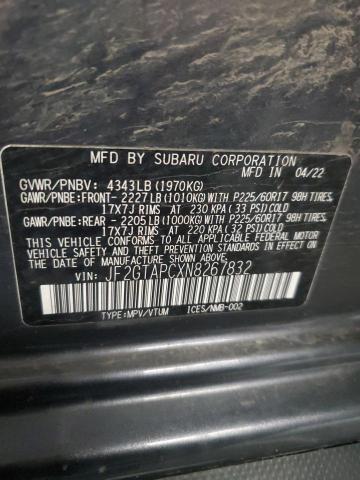 MFD BY SUBARU CORPORATION
MFD IN 04/22
GVWR/PNBV: 4343LB(1970KG)
GAWR/PNBE:FRONT-2227LB(1010KG)WITH P225/60R17 98H TIRES,
17X7J RIMS AT 230 KPA(33 PSI)COLD
GAWR/PNBE:REAR -2205LB(1000KG)WITH P225/60R17 98H TIRES,
17X7J RIMS AT 220 KPA(32 PSI)COLD
THIS VEHICLE CONFORMS TO ALL APPLICABLE FEDERAL MOTOR
VEHICLE SAFETY, BUMPER AND THEFT PREVENTION STANDARDS IN EFFECT
ON THE DATE OF MANUFACTURE SHOWN ABOVE.
VIN: JF2GTAPCXN8267832
TYPE:MPV/VTUM ICES/NMB-002